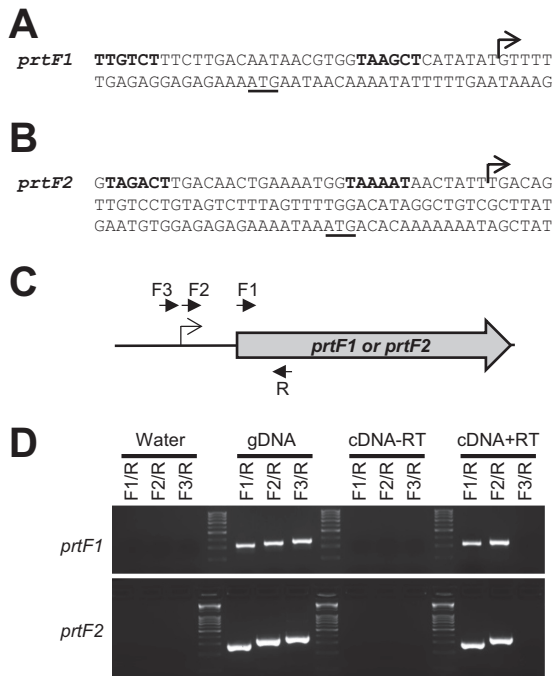 A
prtF1 TTGTCTTTCTTGACAATAACGTGGTAAGCTCATATATGTTTT
TGAGAGGAGAGAAAATGAATAACAAAATATTTTTGAATAAAG
B
prtF2 GTAGACTTGACAACTGAAAATGGTAAAATAACTATTTGACAG
TTGTCCTGTAGTCTTTAGTTTTGGACATAGGCTGTCGCTTAT
GAATGTGGAGAGAGAAAATAAATGACACAAAAAAATAGCTAT
C
F3 F2 F1
prtF1 or prtF2
R
D
Water gDNA cDNA-RT cDNA+RT
F1/R F2/R F3/R F1/R F2/R F3/R F1/R F2/R F3/R F1/R F2/R F3/R
prtF1
prtF2